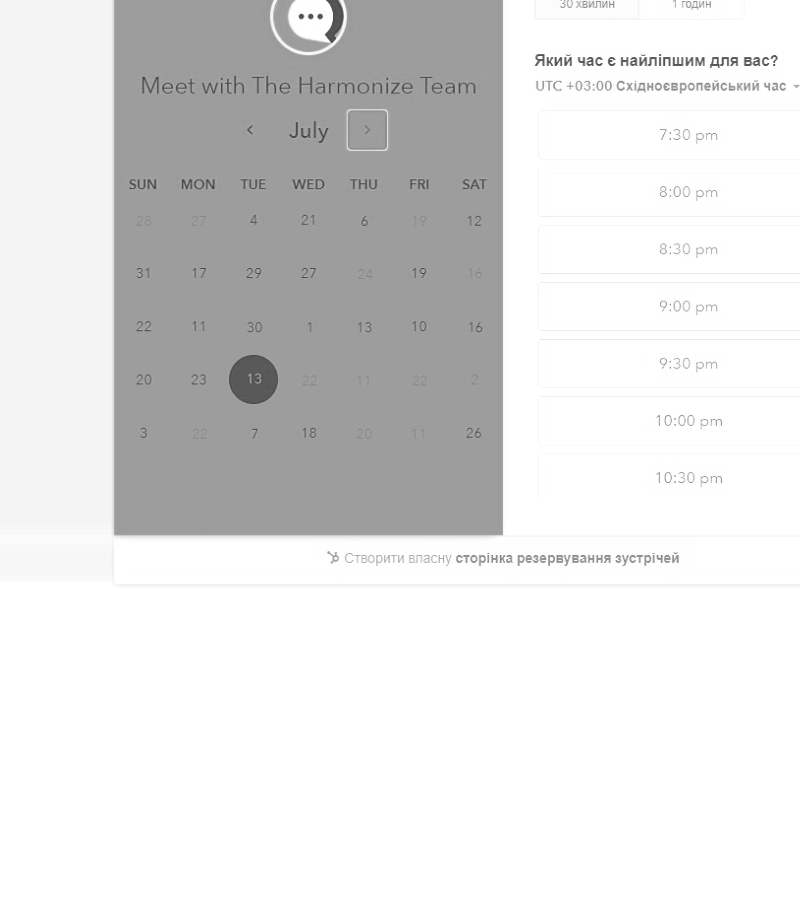 30 хвилин
1 годин
Meet with The Harmonize Team
July
SUN MON TUE WED THU FRI SAT
28 27 4 21 6 19 12
31 17 29 27 24 19 16
22 11 30 1 13 10 16
20 23 13 22 11 22 2
3 22 7 18 20 11 26
Який час є найліпшим для вас?
UTC +03:00 Східноєвропейський час
7:30 pm
8:00 pm
8:30 pm
9:00 pm
9:30 pm
10:00 pm
10:30 pm
Створити власну сторінка резервування зустрічей